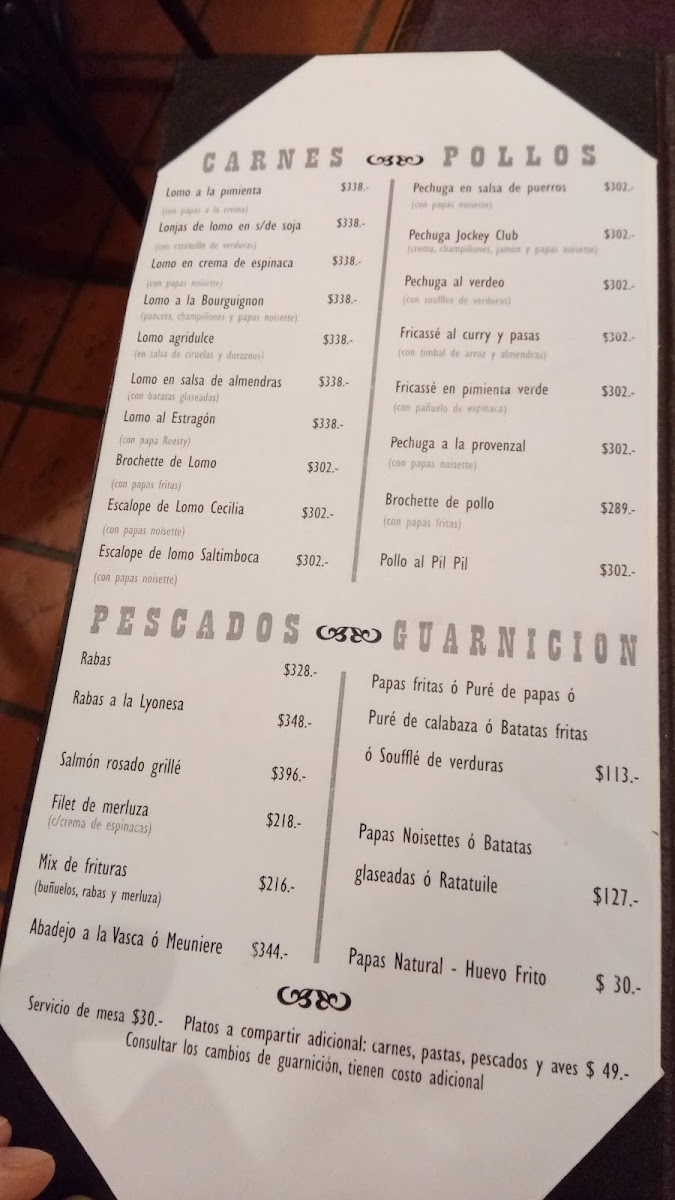 CARNES
Lomo a la pimienta $338.-
(con papas a la crema)
Lonjas de lomo en s/de soja $338.-
(con ratatuille de verduras)
Lomo en crema de espinaca $338.-
(con papas noisette)
Lomo a la Bourguignon $338.-
(panceta, champiñones y papas noisette)
Lomo agridulce $338.-
(en salsa de ciruelas y duraznos)
Lomo en salsa de almendras $338.-
(con batatas glaseadas)
Lomo al Estragón $338.-
(con papa Roesty)
Brochette de Lomo $302.-
(con papas fritas)
Escalope de Lomo Cecilia $302.-
(con papas noisette)
Escalope de lomo Saltimboca $302.-
(con papas noisette)
POLLOS
Pechuga en salsa de puerros $302.-
(con papas noisette)
Pechuga Jockey Club $302.-
(crema, champiñones, jamón y papas noisette)
Pechuga al verdeo $302.-
(con soufflee de verduras)
Fricassé al curry y pasas $302.-
(con timbal de arroz y almendras)
Fricassé en pimienta verde $302.-
(con pañuelo de espinaca)
Pechuga a la provenzal $302.-
(con papas noisette)
Brochette de pollo $289.-
(con papas fritas)
Pollo al Pil Pil $302.-
PESCADOS
Rabas $328.-
Rabas a la Lyonesa $348.-
Salmón rosado grillé $396.-
Filet de merluza $218.-
(c/crema de espinacas)
Mix de frituras $216.-
(buñuelos, rabas y merluza)
Abadejo a la Vasca ó Meuniere $344.-
GUARNICION
Papas fritas ó Puré de papas ó
Puré de calabaza ó Batatas fritas
ó Soufflé de verduras $113.-
Papas Noisettes ó Batatas
glaseadas ó Ratatuile $127.-
Papas Natural - Huevo Frito $ 30.-
Servicio de mesa $30.- Platos a compartir adicional: carnes, pastas, pescados y aves $ 49.-
Consultar los cambios de guarnición, tienen costo adicional